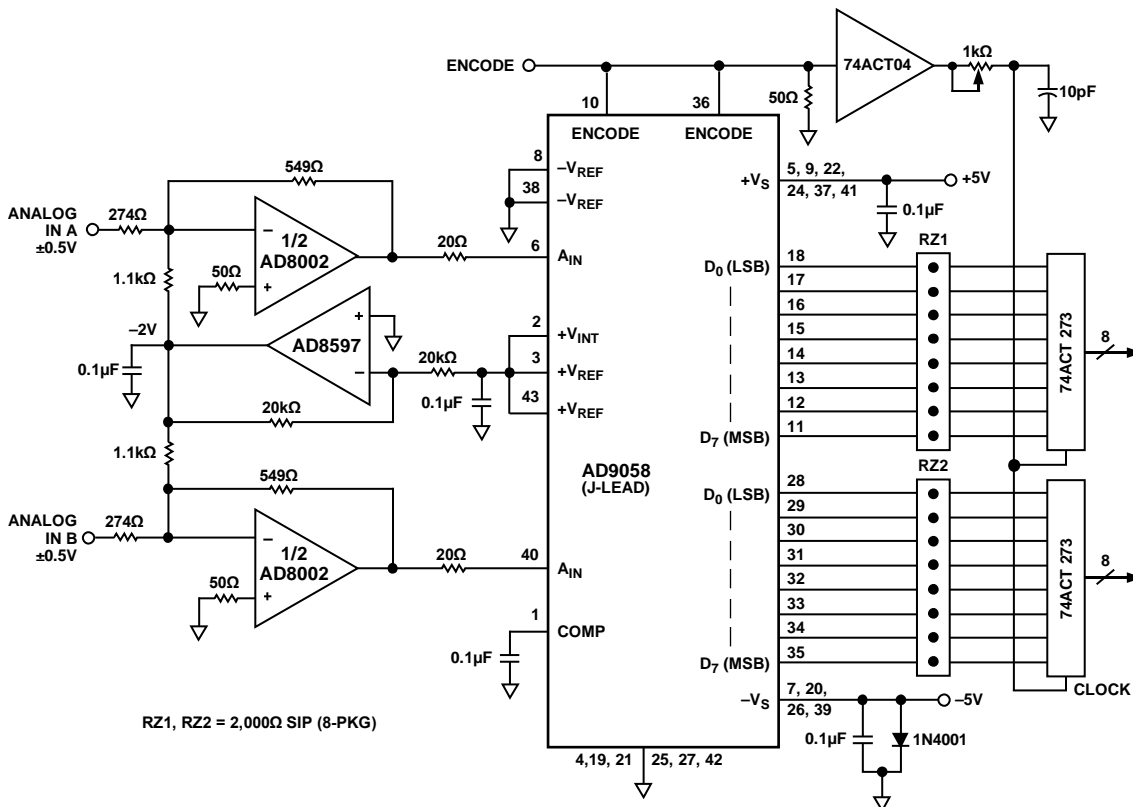 ENCODE
74ACT04
1kΩ
50Ω
10pF
10
36
ENCODE
ENCODE
8
–VREF
38
–VREF
+VS
5, 9, 22,
24, 37, 41
+5V
0.1µF
549Ω
ANALOG
IN A
±0.5V
274Ω
1/2
AD8002
20Ω
6
AIN
50Ω
1.1kΩ
–2V
0.1µF
AD8597
20kΩ
0.1µF
2
+VINT
3
+VREF
43
+VREF
20kΩ
1.1kΩ
549Ω
ANALOG
IN B
±0.5V
274Ω
1/2
AD8002
20Ω
40
AIN
50Ω
1
COMP
0.1µF
AD9058
(J-LEAD)
RZ1
D0 (LSB)
18
17
16
15
14
13
12
11
D7 (MSB)
74ACT 273
8
RZ2
D0 (LSB)
28
29
30
31
32
33
34
35
D7 (MSB)
74ACT 273
8
CLOCK
–VS
7, 20,
26, 39
–5V
0.1µF
1N4001
4,19, 21
25, 27, 42
RZ1, RZ2 = 2,000Ω SIP (8-PKG)